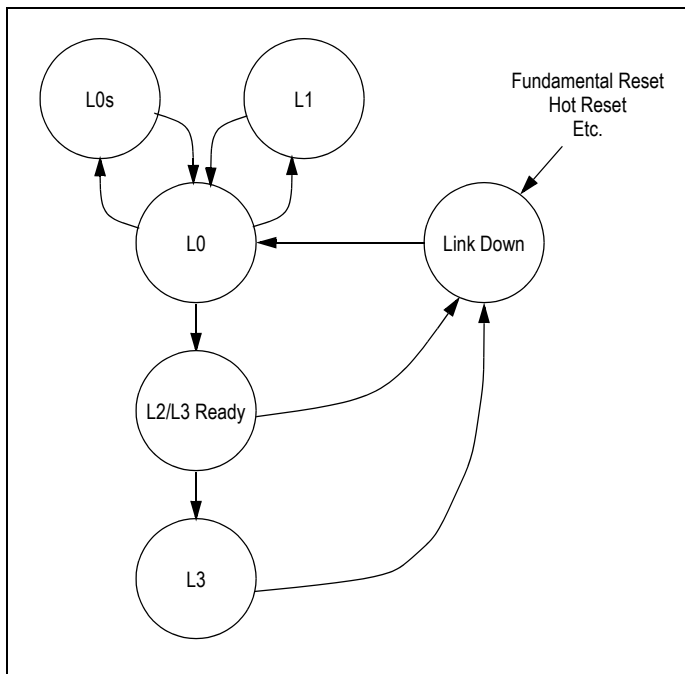 L0s
L1
Fundamental Reset
Hot Reset
Etc.
L0
Link Down
L2/L3 Ready
L3